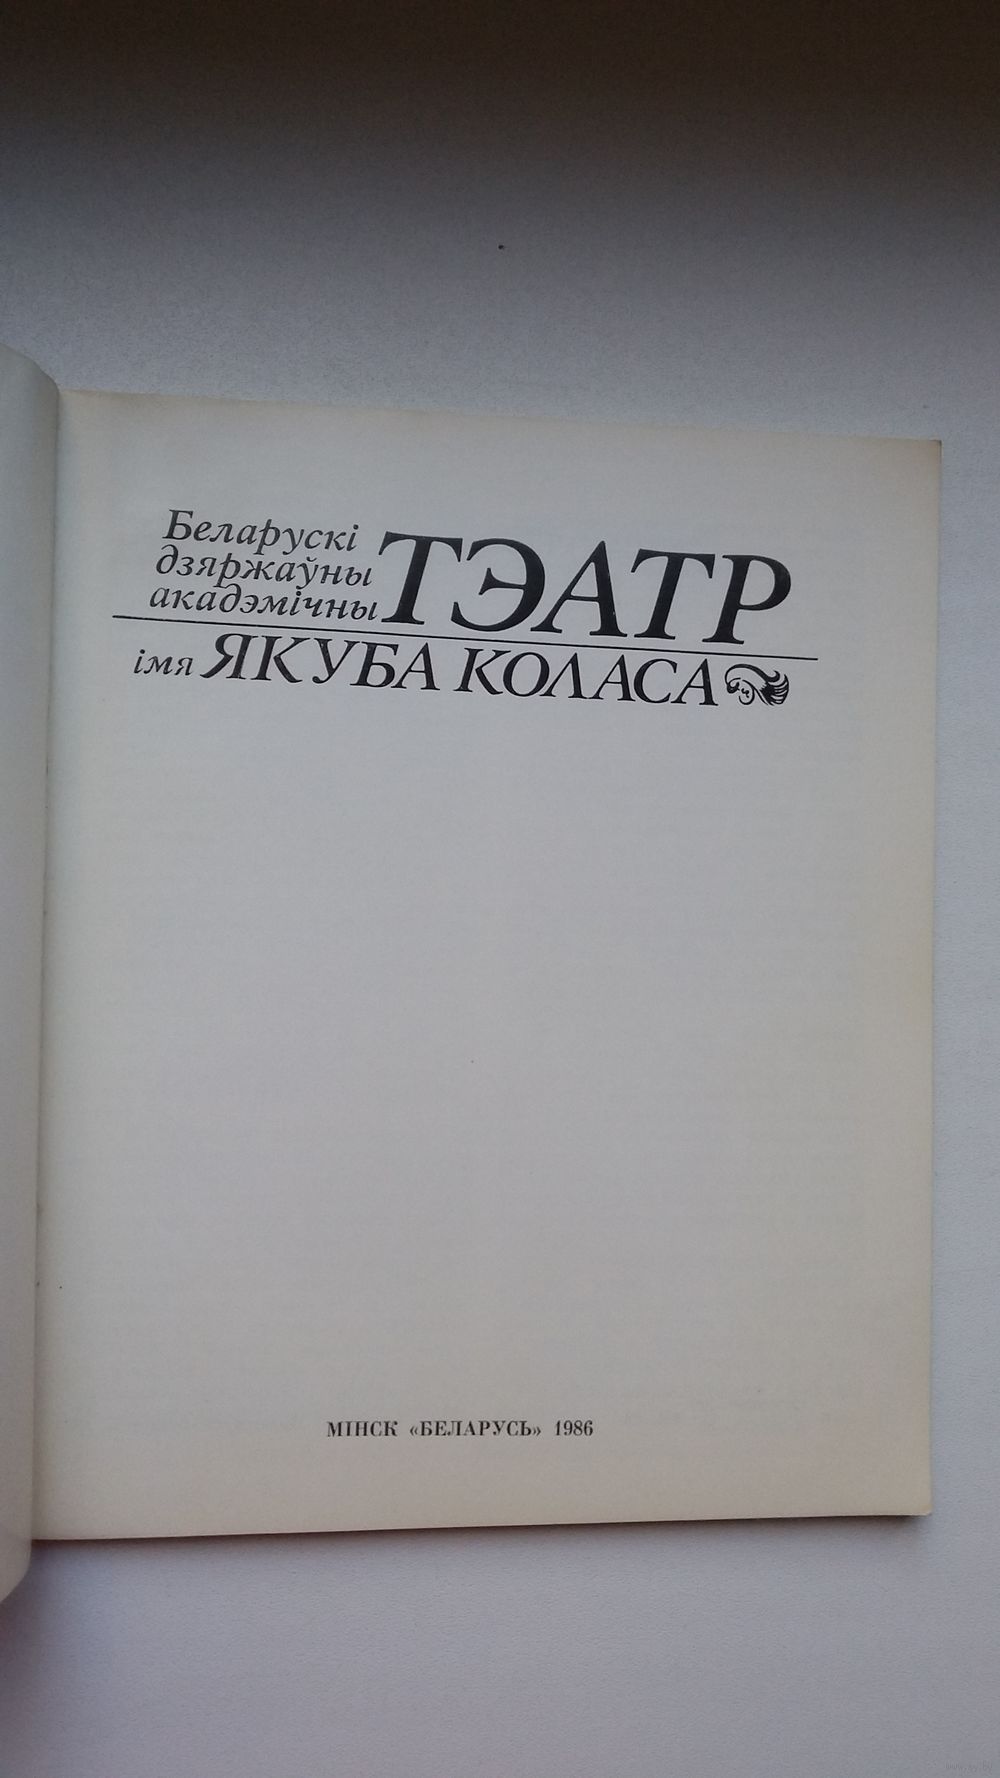 Беларускі
дзяржаўны
акадэмічны
ТЭАТР
імя ЯКУБА КОЛАСА
МІНСК «БЕЛАРУСЬ» 1986